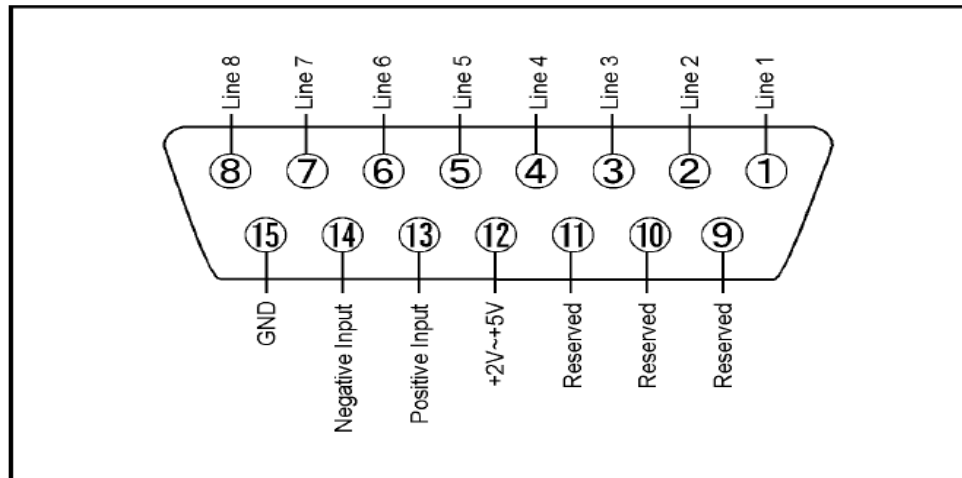 Line 8
Line 7
Line 6
Line 5
Line 4
Line 3
Line 2
Line 1
8
7
6
5
4
3
2
1
15
14
13
12
11
10
9
GND
Negative Input
Positive Input
+2V~+5V
Reserved
Reserved
Reserved